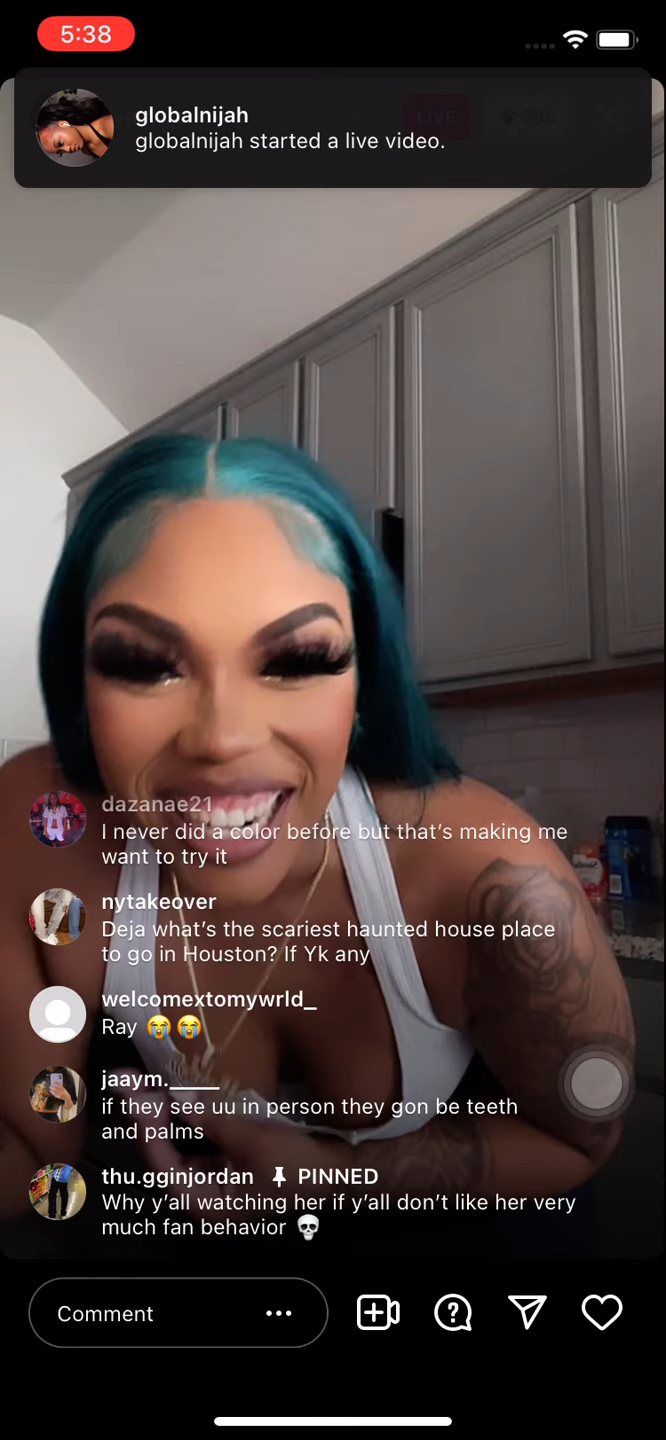 5:38
globalnijah
globalnijah started a live video.
LIVE
dazanae21
I never did a color before but that's making me
want to try it
nytakeover
Deja what's the scariest haunted house place
to go in Houston? If Yk any
welcomextomywrld_
Ray 😭😭
jaaym._____
if they see uu in person they gon be teeth
and palms
thu.gginjordan PINNED
Why y'all watching her if y'all don't like her very
much fan behavior 💀
Comment